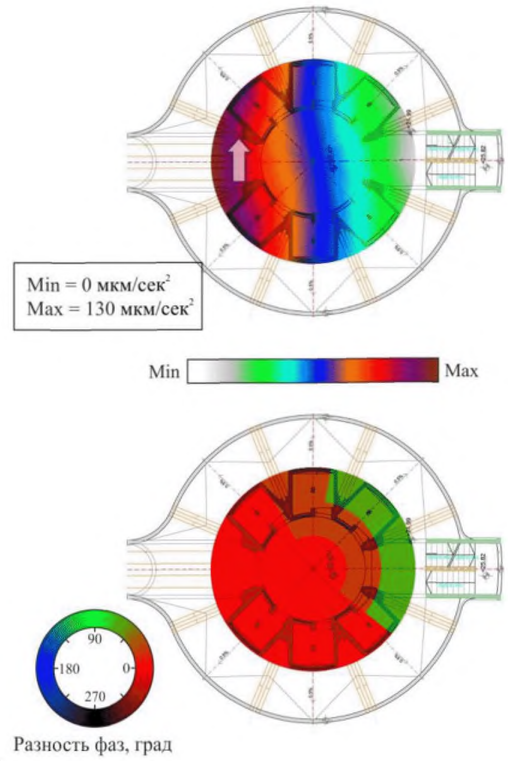 Min = 0 мкм/сек²
Max = 130 мкм/сек²
Min
Max
90
180
0
270
Разность фаз, град